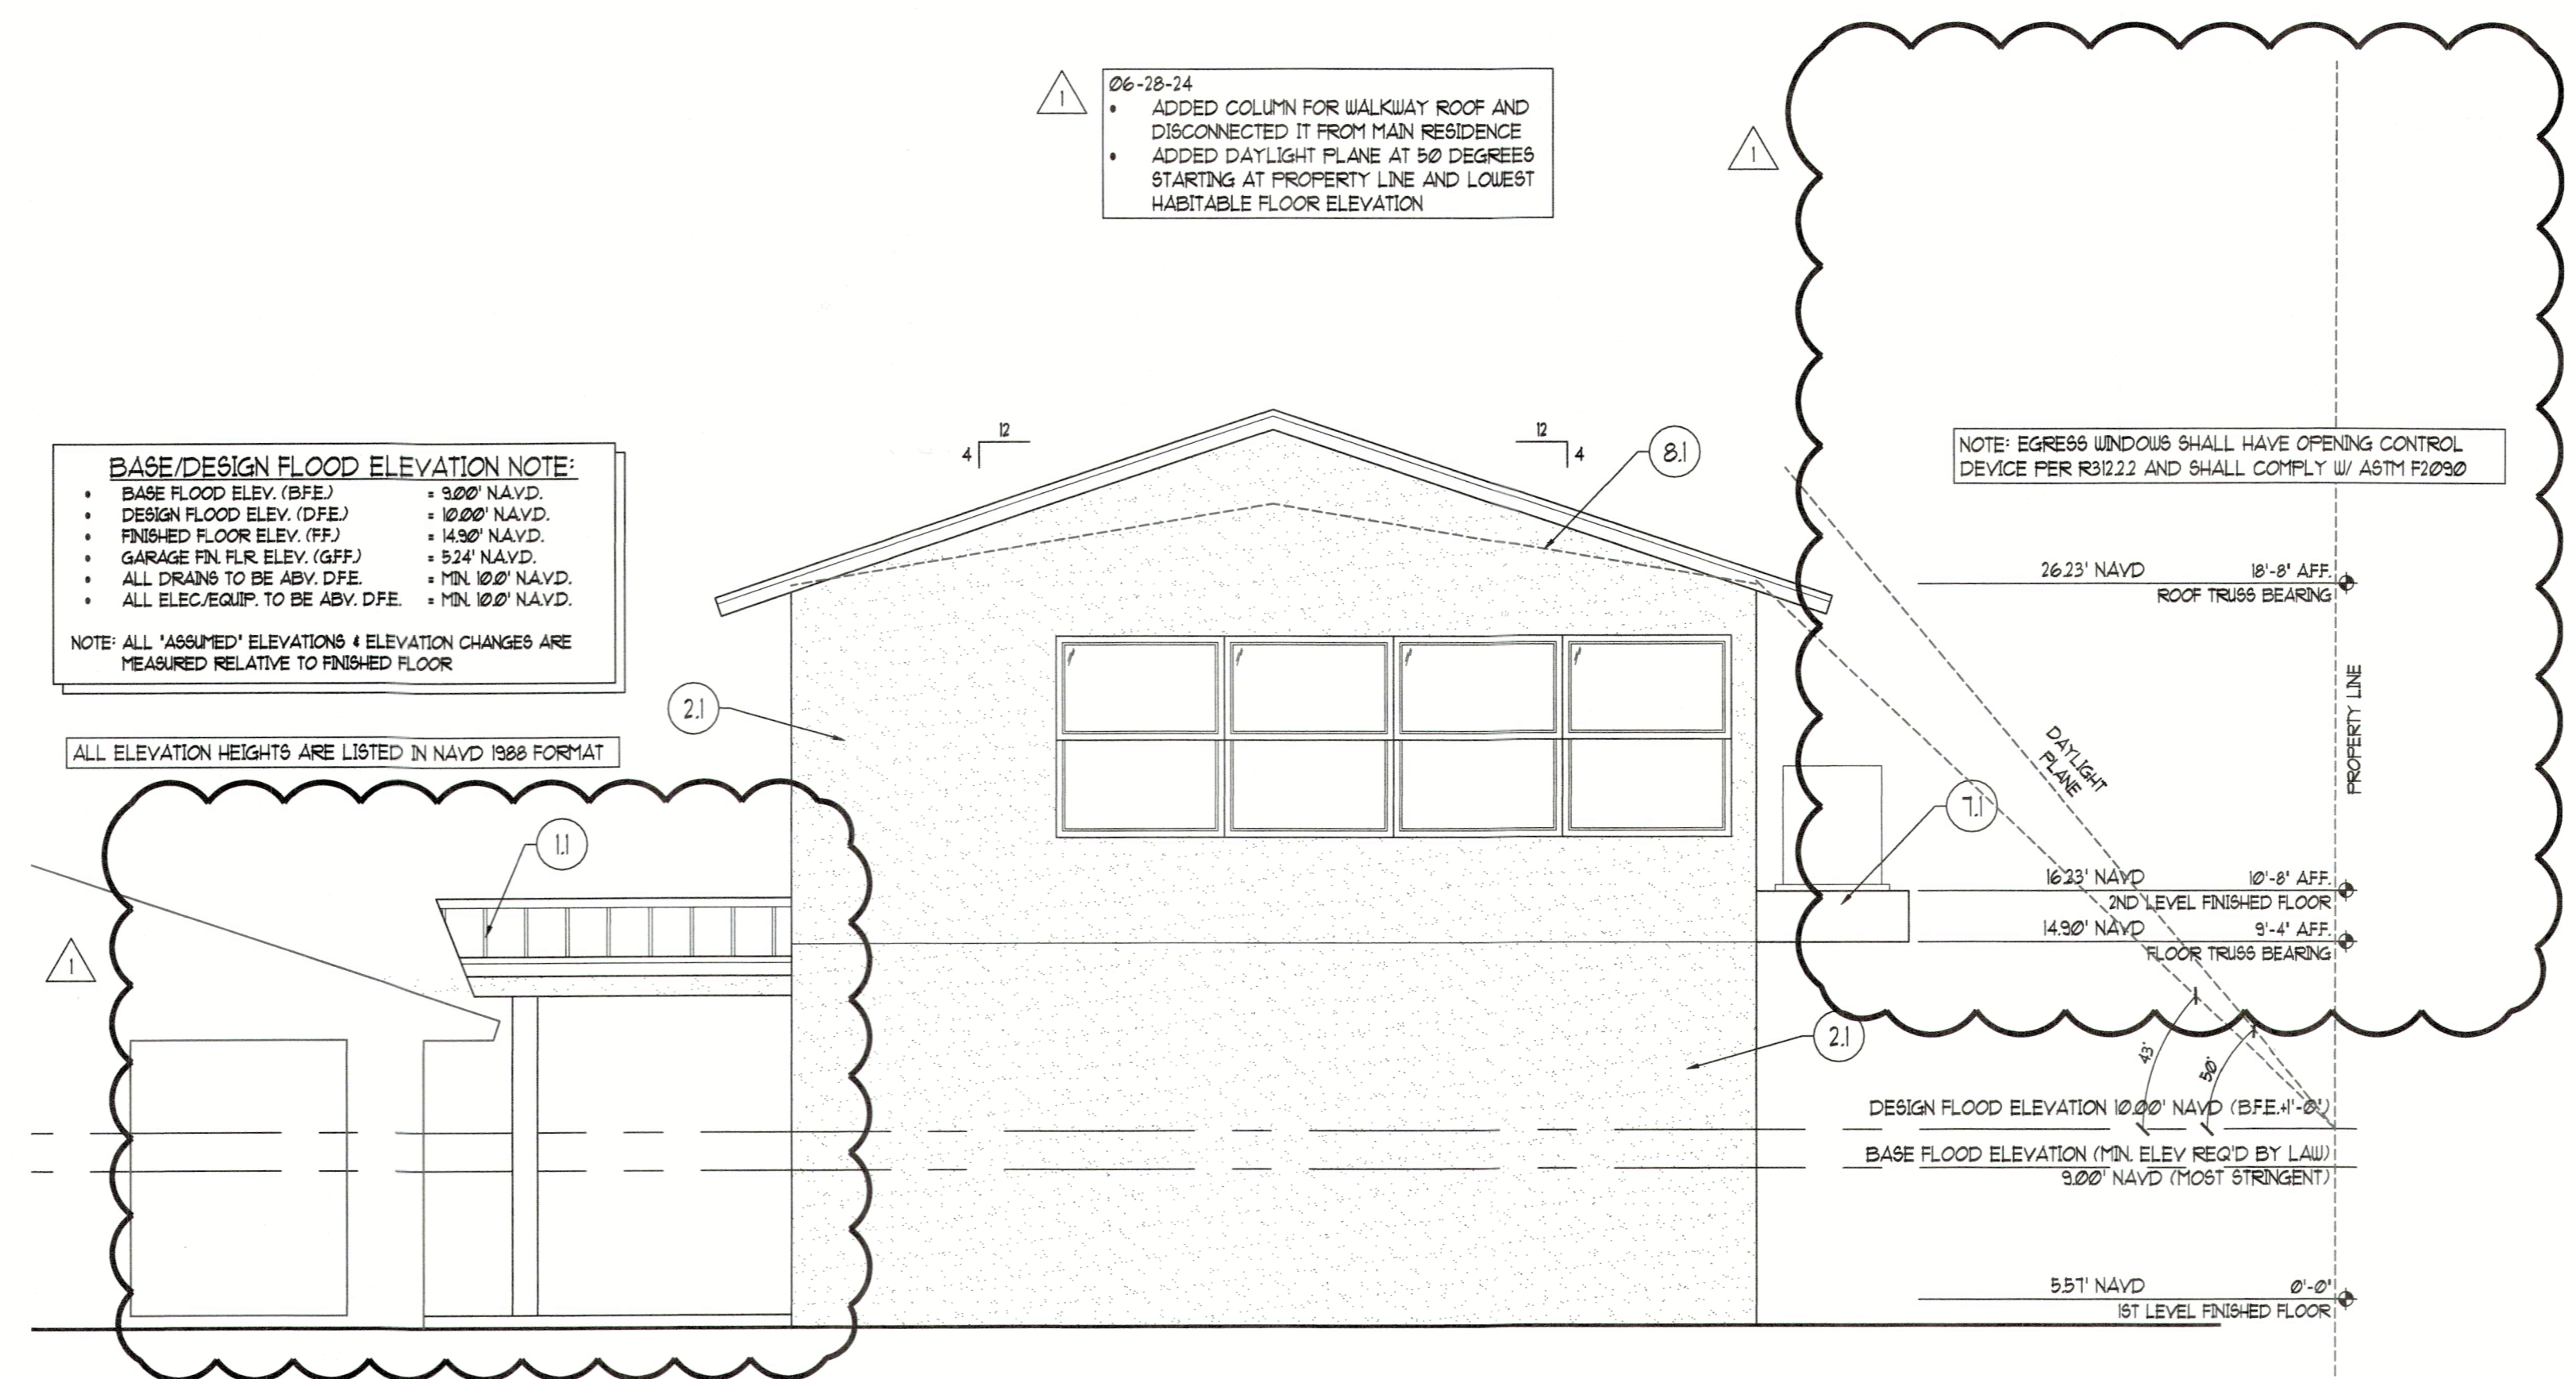 1
06-28-24
• ADDED COLUMN FOR WALKWAY ROOF AND
DISCONNECTED IT FROM MAIN RESIDENCE
• ADDED DAYLIGHT PLANE AT 50 DEGREES
STARTING AT PROPERTY LINE AND LOWEST
HABITABLE FLOOR ELEVATION
1
12
4
12
4
8.1
NOTE: EGRESS WINDOWS SHALL HAVE OPENING CONTROL
DEVICE PER R312.2.2 AND SHALL COMPLY W/ ASTM F2090
BASE/DESIGN FLOOD ELEVATION NOTE:
• BASE FLOOD ELEV. (B.F.E.) = 9.00' N.A.V.D.
• DESIGN FLOOD ELEV. (D.F.E.) = 10.00' N.A.V.D.
• FINISHED FLOOR ELEV. (F.F.) = 14.90' N.A.V.D.
• GARAGE FIN. FLR. ELEV. (G.F.F.) = 5.24' N.A.V.D.
• ALL DRAINS TO BE ABV. D.F.E. = MIN. 10.0' N.A.V.D.
• ALL ELEC./EQUIP. TO BE ABV. D.F.E. = MIN. 10.0' N.A.V.D.
NOTE: ALL "ASSUMED" ELEVATIONS & ELEVATION CHANGES ARE
MEASURED RELATIVE TO FINISHED FLOOR
26.23' NAVD 18'-8" A.F.F.
ROOF TRUSS BEARING
2.1
PROPERTY LINE
ALL ELEVATION HEIGHTS ARE LISTED IN NAVD 1988 FORMAT
DAYLIGHT
PLANE
7.1
1.1
16.23' NAVD 10'-8" A.F.F.
2ND LEVEL FINISHED FLOOR
14.90' NAVD 9'-4" A.F.F.
FLOOR TRUSS BEARING
1
2.1
43°
50°
DESIGN FLOOD ELEVATION 10.00' NAVD (B.F.E.+1'-0")
BASE FLOOD ELEVATION (MIN. ELEV REQ'D BY LAW)
9.00' NAVD (MOST STRINGENT)
5.57' NAVD 0'-0"
1ST LEVEL FINISHED FLOOR